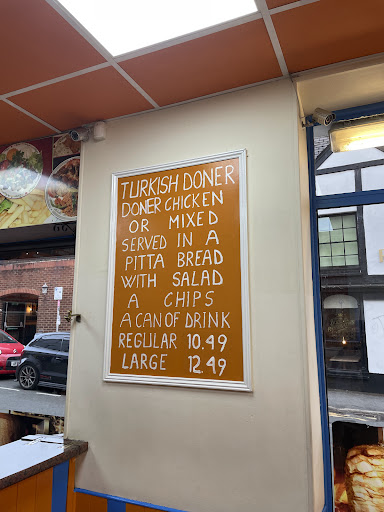 TURKISH DONER
DONER CHICKEN
OR MIXED
SERVED IN A
PITTA BREAD
WITH SALAD
A CHIPS
A CAN OF DRINK
REGULAR 10.49
LARGE 12.49